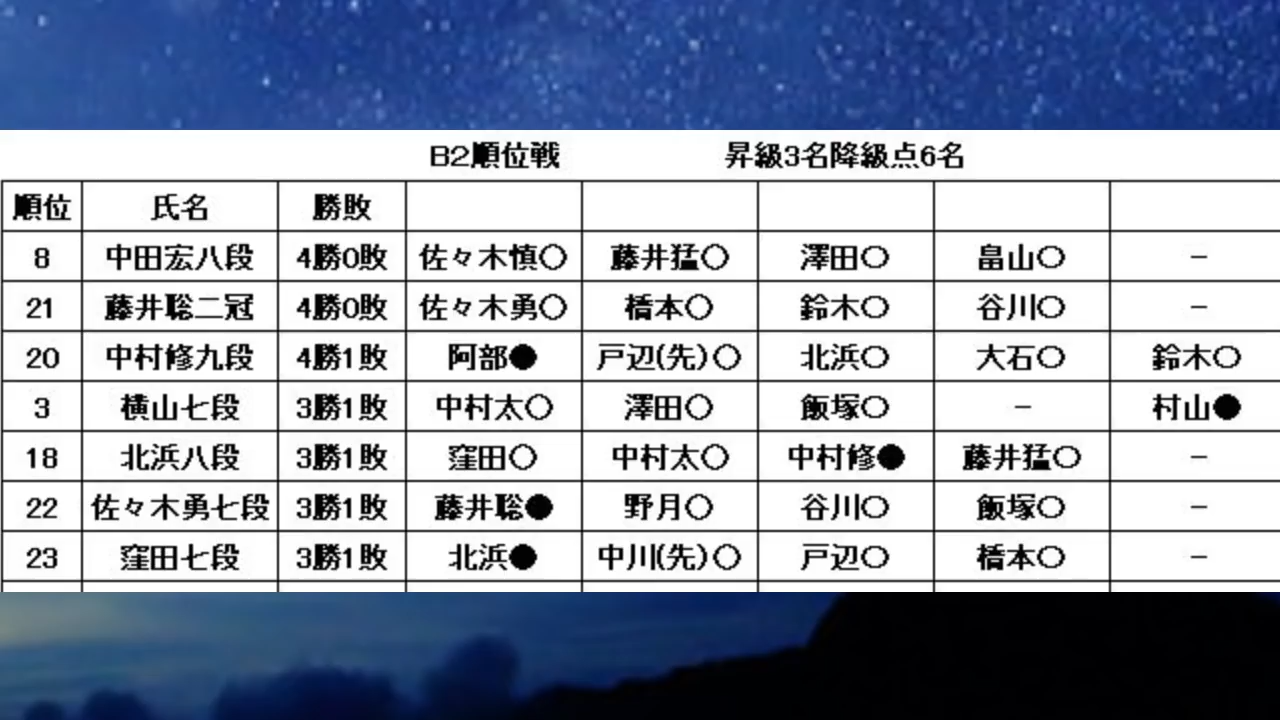 B2順位戦 昇級3名降級点6名
順位 氏名 勝敗
8 中田宏八段 4勝0敗 佐々木慎○ 藤井猛○ 澤田○ 畠山○ −
21 藤井聡二冠 4勝0敗 佐々木勇○ 橋本○ 鈴木○ 谷川○ −
20 中村修九段 4勝1敗 阿部● 戸辺(先)○ 北浜○ 大石○ 鈴木○
3 横山七段 3勝1敗 中村太○ 澤田○ 飯塚○ − 村山●
18 北浜八段 3勝1敗 窪田○ 中村太○ 中村修● 藤井猛○ −
22 佐々木勇七段 3勝1敗 藤井聡● 野月○ 谷川○ 飯塚○ −
23 窪田七段 3勝1敗 北浜● 中川(先)○ 戸辺○ 橋本○ −